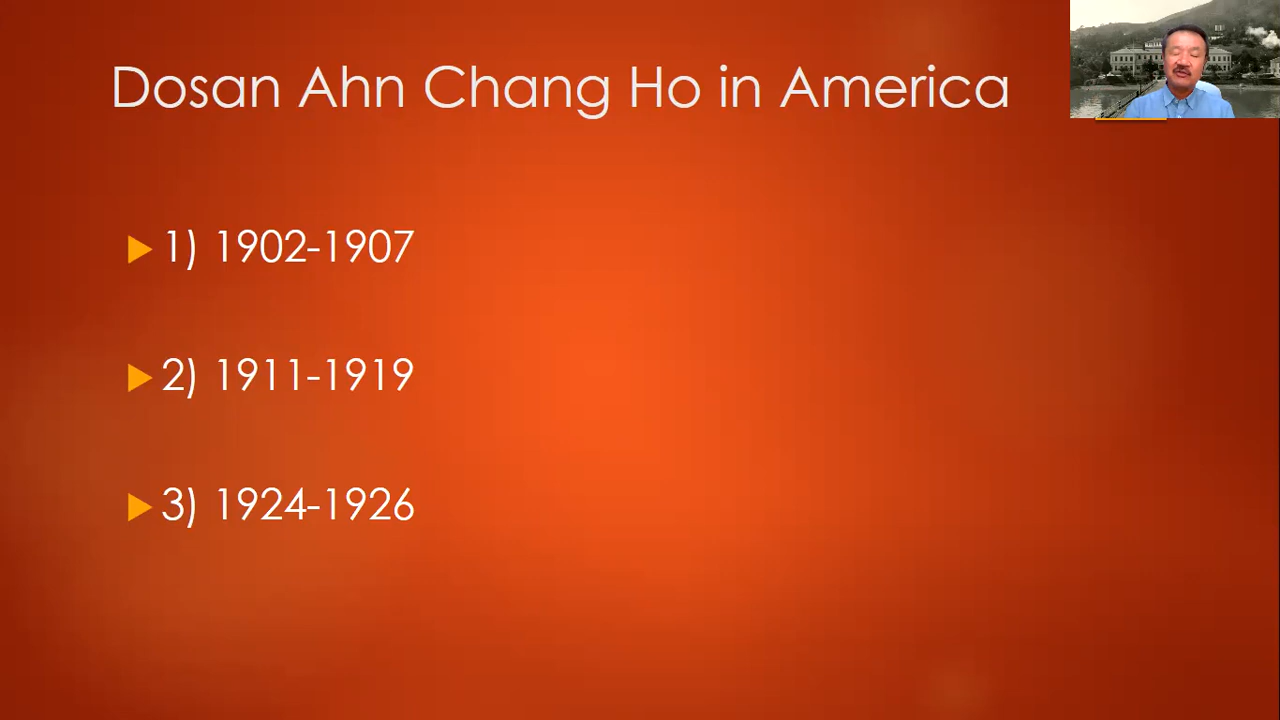 Dosan Ahn Chang Ho in America
1) 1902-1907
2) 1911-1919
3) 1924-1926